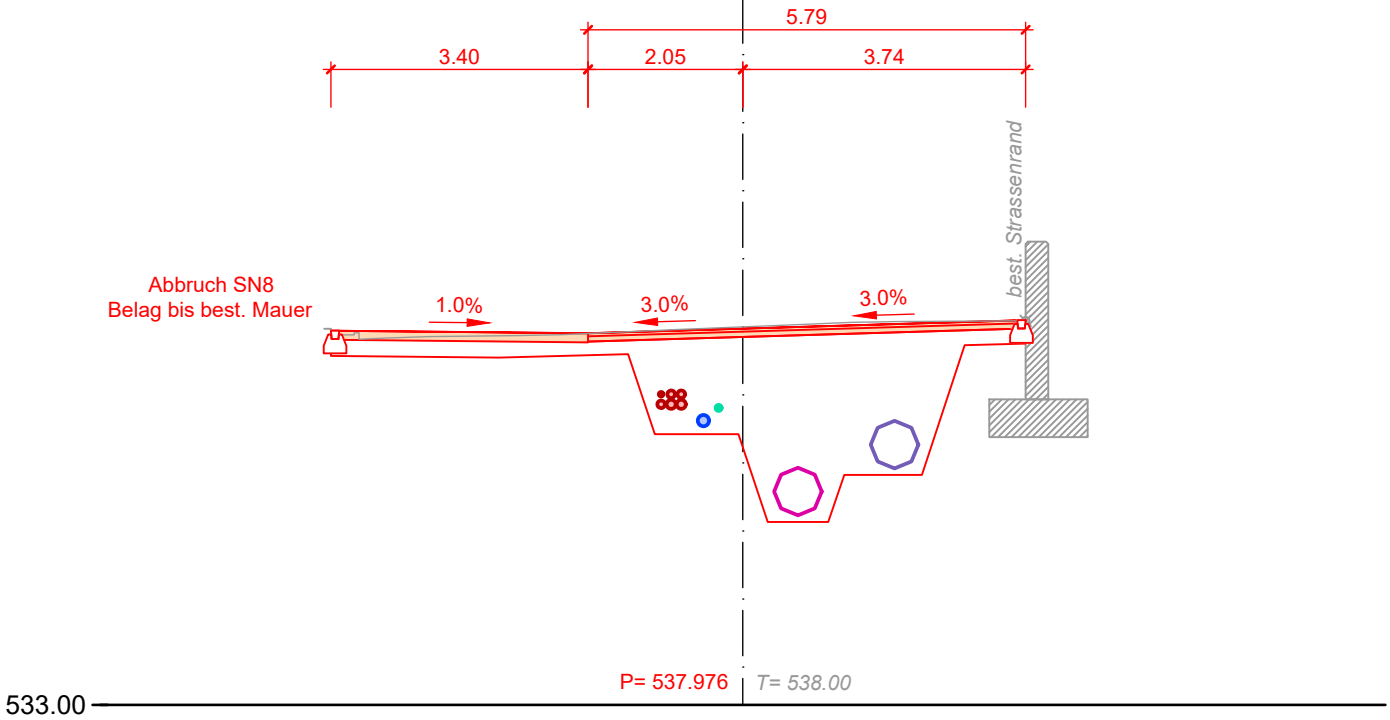 5.79
3.40
2.05
3.74
best. Strassenrand
Abbruch SN8
Belag bis best. Mauer
1.0%
3.0%
3.0%
P= 537.976
T= 538.00
533.00